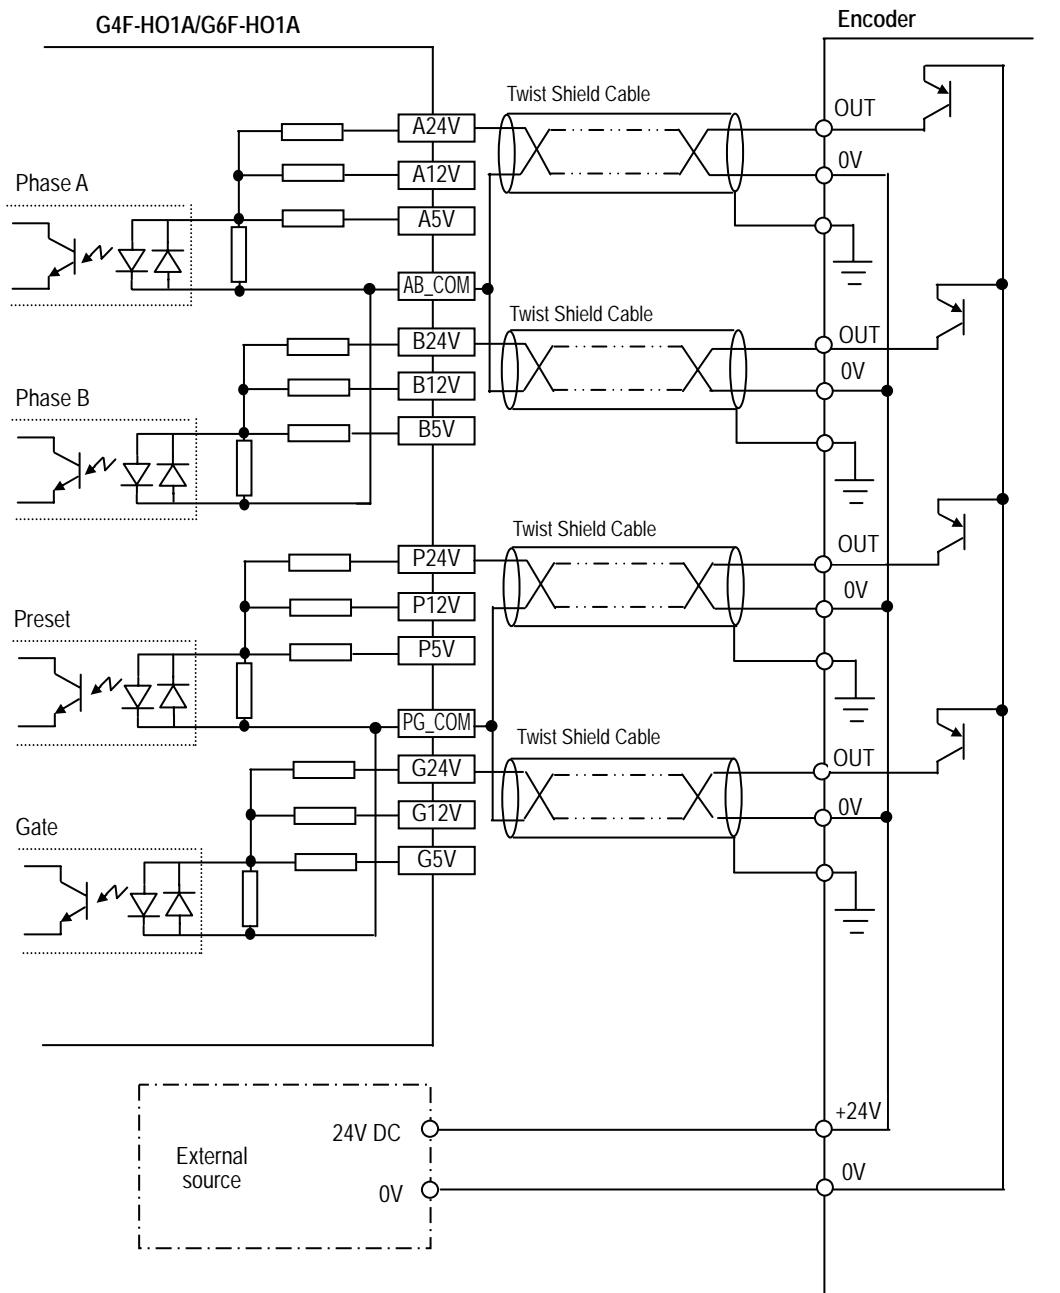 G4F-HO1A/G6F-HO1A
Encoder
Twist Shield Cable
OUT
A24V
0V
A12V
Phase A
A5V
AB_COM
Twist Shield Cable
OUT
B24V
0V
B12V
Phase B
B5V
Twist Shield Cable
OUT
P24V
0V
P12V
Preset
P5V
PG_COM
Twist Shield Cable
OUT
G24V
0V
G12V
Gate
G5V
+24V
24V DC
External
source
0V
0V